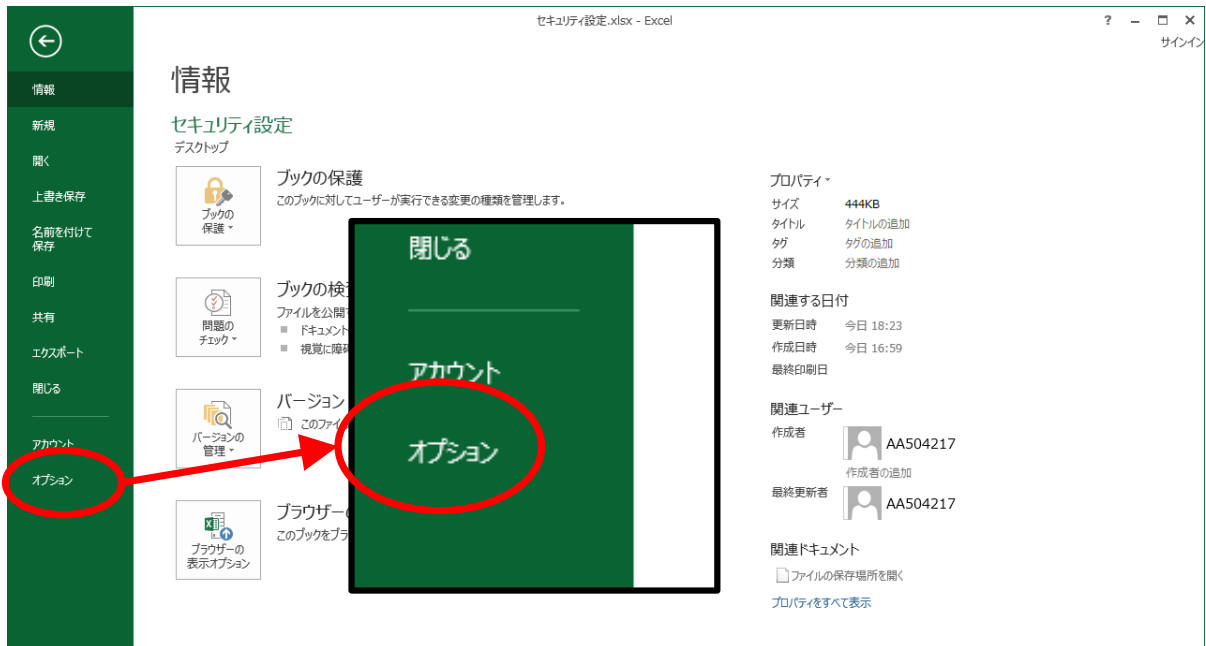 セキュリティ設定.xlsx - Excel
?
サインイン
情報
新規
開く
上書き保存
名前を付けて
保存
印刷
共有
エクスポート
閉じる
アカウント
オプション
情報
セキュリティ設定
デスクトップ
ブックの
保護
ブックの保護
このブックに対してユーザーが実行できる変更の種類を管理します。
問題の
チェック
ブックの検
ファイルを公開
ドキュメント
視覚に障
バージョンの
管理
バージョン
このファイ
ブラウザーの
表示オプション
ブラウザー
このブックをブラ
閉じる
アカウント
オプション
プロパティ
サイズ 444KB
タイトル タイトルの追加
タグ タグの追加
分類 分類の追加
関連する日付
更新日時 今日 18:23
作成日時 今日 16:59
最終印刷日
関連ユーザー
作成者 AA504217
作成者の追加
最終更新者 AA504217
関連ドキュメント
ファイルの保存場所を開く
プロパティをすべて表示